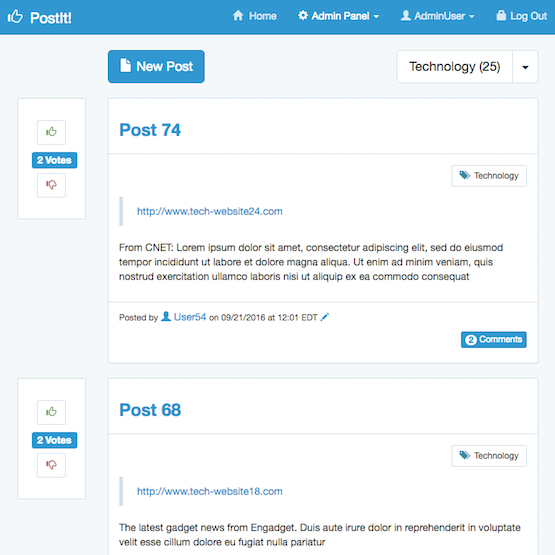 PostIt! Home Admin Panel AdminUser Log Out
New Post Technology (25)
Post 74
2 Votes
Technology
http://www.tech-website24.com
From CNET: Lorem ipsum dolor sit amet, consectetur adipiscing elit, sed do eiusmod
tempor incididunt ut labore et dolore magna aliqua. Ut enim ad minim veniam, quis
nostrud exercitation ullamco laboris nisi ut aliquip ex ea commodo consequat
Posted by User54 on 09/21/2016 at 12:01 EDT
2 Comments
Post 68
2 Votes
Technology
http://www.tech-website18.com
The latest gadget news from Engadget. Duis aute irure dolor in reprehenderit in voluptate
velit esse cillum dolore eu fugiat nulla pariatur